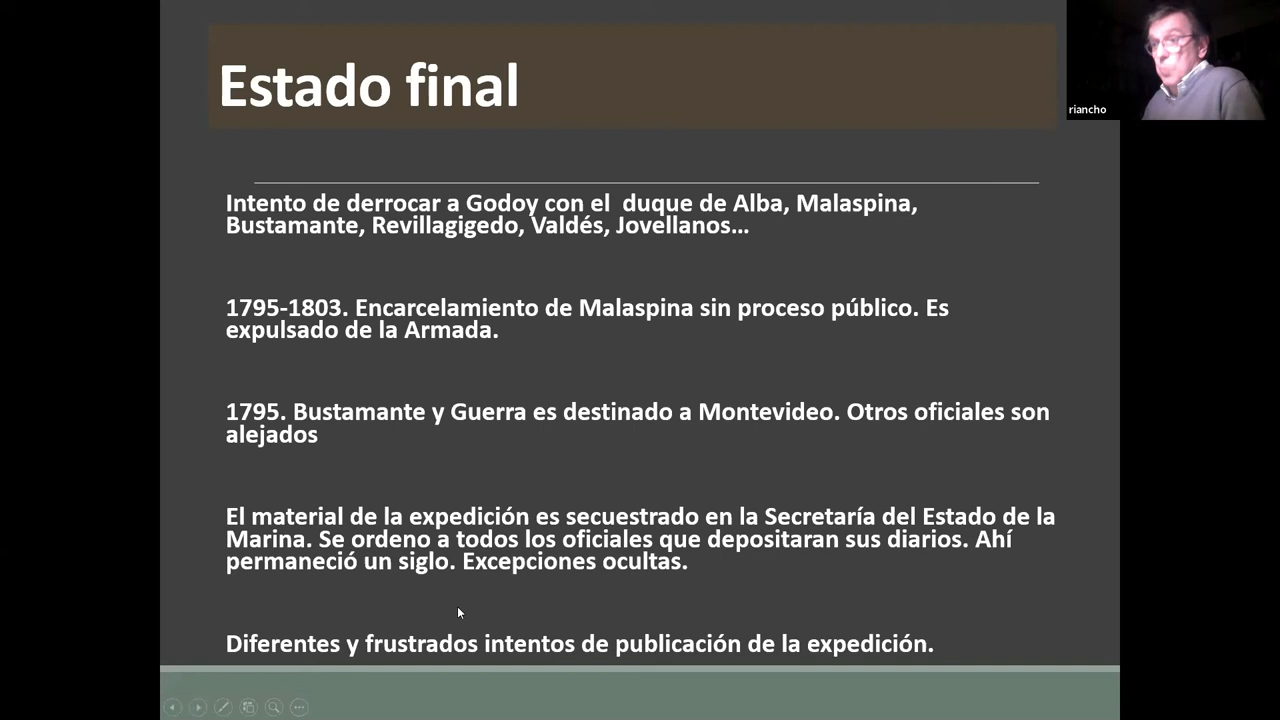 Estado final
riancho
Intento de derrocar a Godoy con el  duque de Alba, Malaspina,
Bustamante, Revillagigedo, Valdés, Jovellanos...
1795-1803. Encarcelamiento de Malaspina sin proceso público. Es
expulsado de la Armada.
1795. Bustamante y Guerra es destinado a Montevideo. Otros oficiales son
alejados
El material de la expedición es secuestrado en la Secretaría del Estado de la
Marina. Se ordeno a todos los oficiales que depositaran sus diarios. Ahí
permaneció un siglo. Excepciones ocultas.
Diferentes y frustrados intentos de publicación de la expedición.